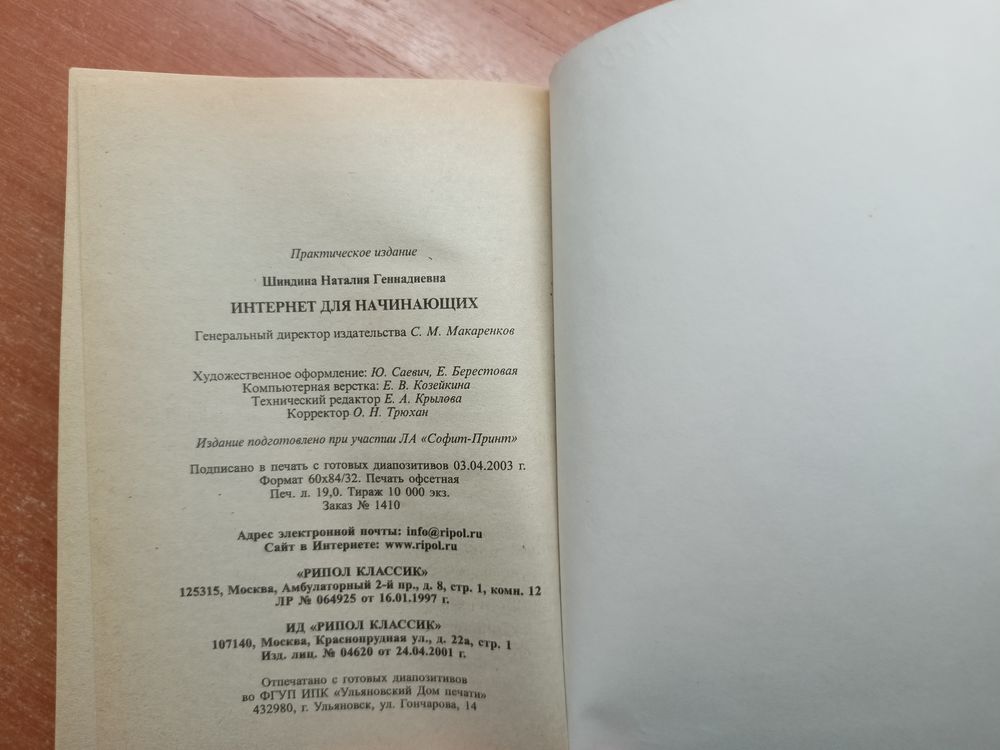 Практическое издание
Шиндина Наталия Геннадиевна
ИНТЕРНЕТ ДЛЯ НАЧИНАЮЩИХ
Генеральный директор издательства С. М. Макаренков
Художественное оформление: Ю. Саевич, Е. Берестовая
Компьютерная верстка: Е. В. Козейкина
Технический редактор Е. А. Крылова
Корректор О. Н. Трюхан
Издание подготовлено при участии ЛА «Софит-Принт»
Подписано в печать с готовых диапозитивов 03.04.2003 г.
Формат 60х84/32. Печать офсетная
Печ. л. 19,0. Тираж 10 000 экз.
Заказ № 1410
Адрес электронной почты: info@ripol.ru
Сайт в Интернете: www.ripol.ru
«РИПОЛ КЛАССИК»
125315, Москва, Амбулаторный 2-й пр., д. 8, стр. 1, комн. 12
ЛР № 064925 от 16.01.1997 г.
ИД «РИПОЛ КЛАССИК»
107140, Москва, Краснопрудная ул., д. 22а, стр. 1
Изд. лиц. № 04620 от 24.04.2001 г.
Отпечатано с готовых диапозитивов
во ФГУП ИПК «Ульяновский Дом печати»
432980, г. Ульяновск, ул. Гончарова, 14